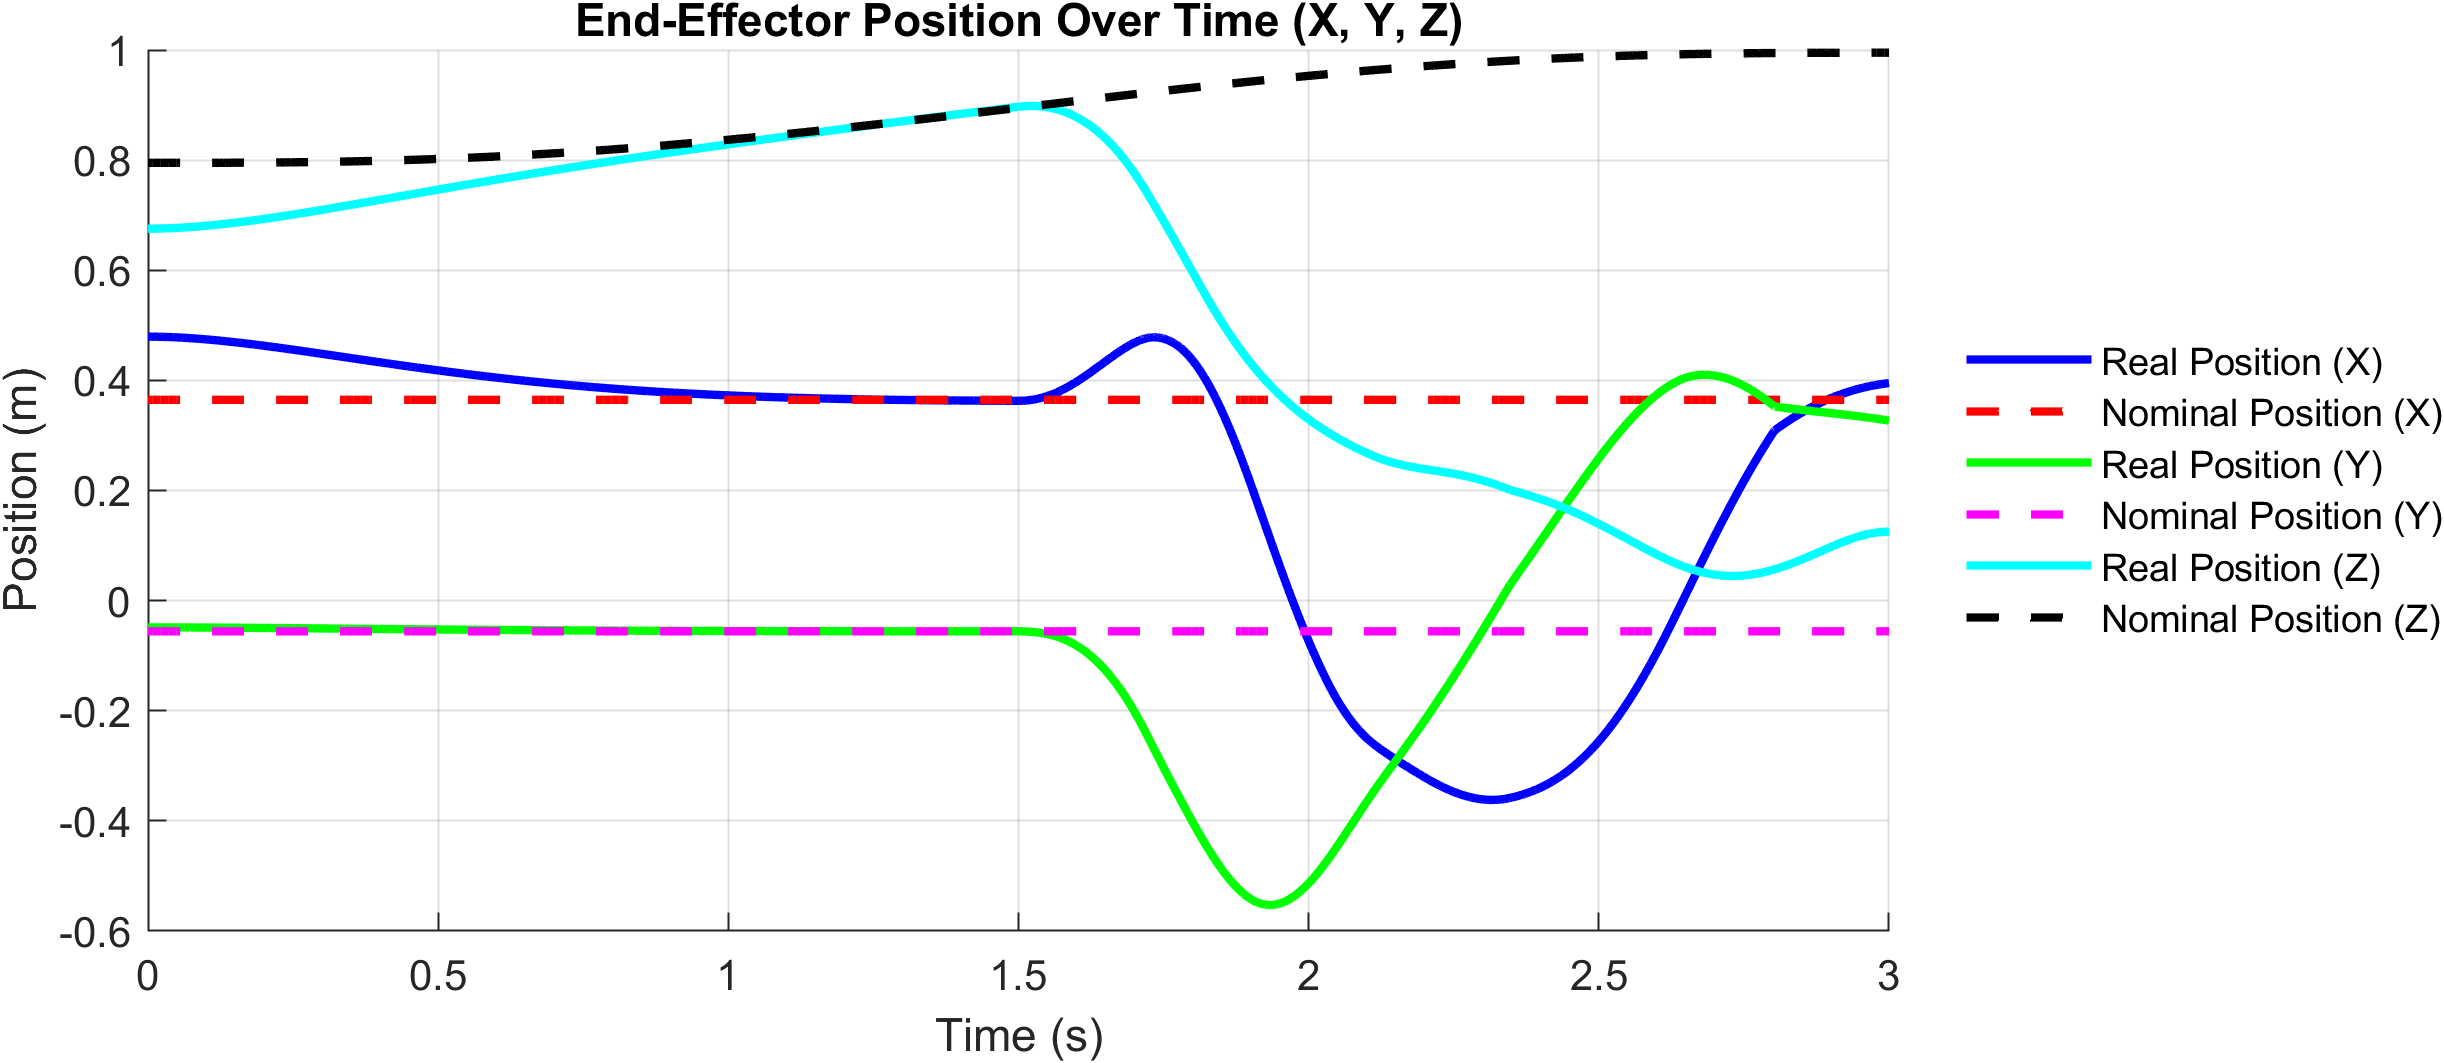 End-Effector Position Over Time (X, Y, Z)
Position (m)
1
0.8
0.6
0.4
0.2
0
-0.2
-0.4
-0.6
0
0.5
1
1.5
2
2.5
3
Time (s)
Real Position (X)
Nominal Position (X)
Real Position (Y)
Nominal Position (Y)
Real Position (Z)
Nominal Position (Z)